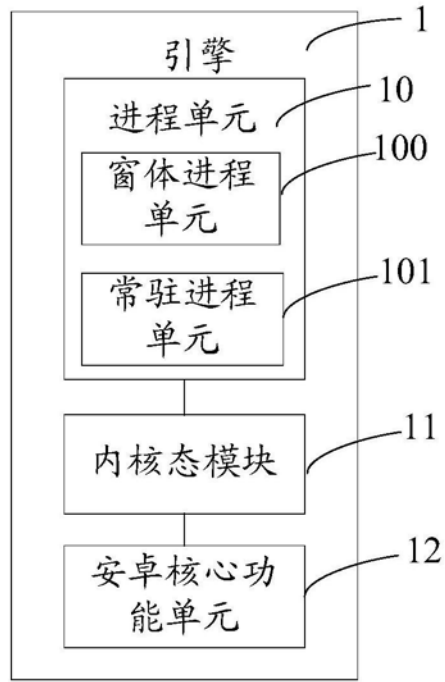 1
引擎
10
进程单元
100
窗体进程
单元
101
常驻进程
单元
11
内核态模块
12
安卓核心功
能单元